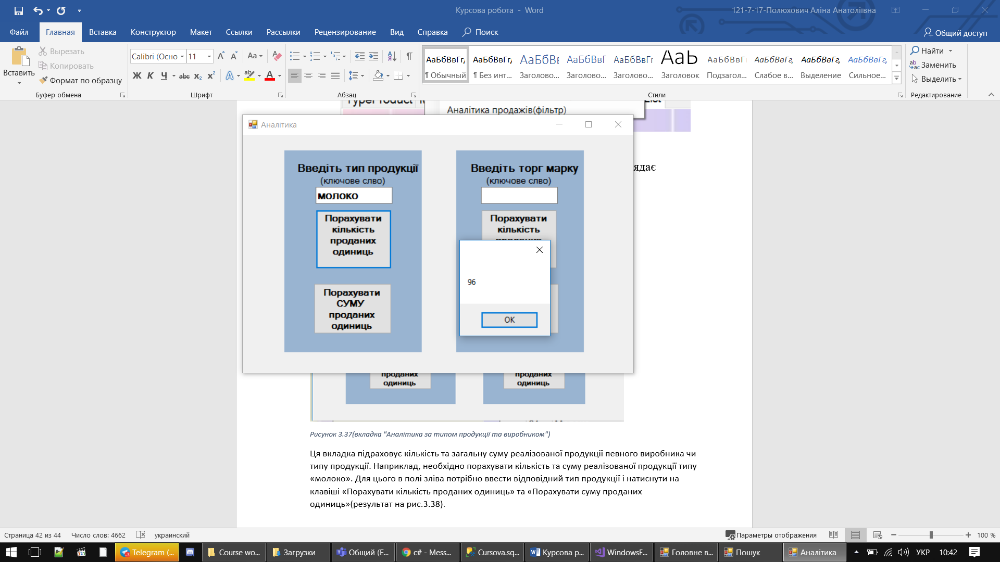 Курсова робота - Word
121-7-17-Полюхович Аліна Анатоліївна
Файл
Главная
Вставка
Конструктор
Макет
Ссылки
Рассылки
Рецензирование
Вид
Справка
Поиск
Общий доступ
Вставить
Вырезать
Копировать
Формат по образцу
Буфер обмена
Calibri (Осно
11
Aa
Ж К Ч abc x₂ x²
Шрифт
Абзац
АаБбВвГг,
¶ Обычный
АаБбВвГг,
¶ Без инт...
АаБбВв
Заголово...
АаБбВвГ
Заголово...
АаБбВвГг
Заголово...
Заголовок
АаБбВвГг
Подзагол...
АаБбВвГг,
Слабое в...
АаБбВвГг,
Выделение
АаБбВвГг,
Сильное...
Стили
Найти
Заменить
Выделить
Редактирование
Аналітика продажів(фільтр)
Аналітика
Введіть тип продукції
(ключове слво)
молоко
Порахувати
кількість
проданих
одиниць
Порахувати
СУМУ
проданих
одиниць
Введіть торг марку
(ключове слво)
Порахувати
кількість
96
OK
ядає
проданих
одиниць
проданих
одиниць
Рисунок 3.37(вкладка "Аналітика за типом продукції та виробником")
Ця вкладка підраховує кількість та загальну суму реалізованої продукції певного виробника чи
типу продукції. Наприклад, необхідно порахувати кількість та суму реалізованої продукції типу
«молоко». Для цього в полі зліва потрібно ввести відповідний тип продукції і натиснути на
клавіші «Порахувати кількість проданих одиниць» та «Порахувати суму проданих
одиниць»(результат на рис.3.38).
Страница 42 из 44
Число слов: 4662
украинский
Параметры отображения
100 %
Telegram (...
Course wo...
Загрузки
Общий (Е...
c# - Mess...
Cursova.sq...
Курсова р...
WindowsF...
Головне в...
Пошук
Аналітика
УКР
10:42